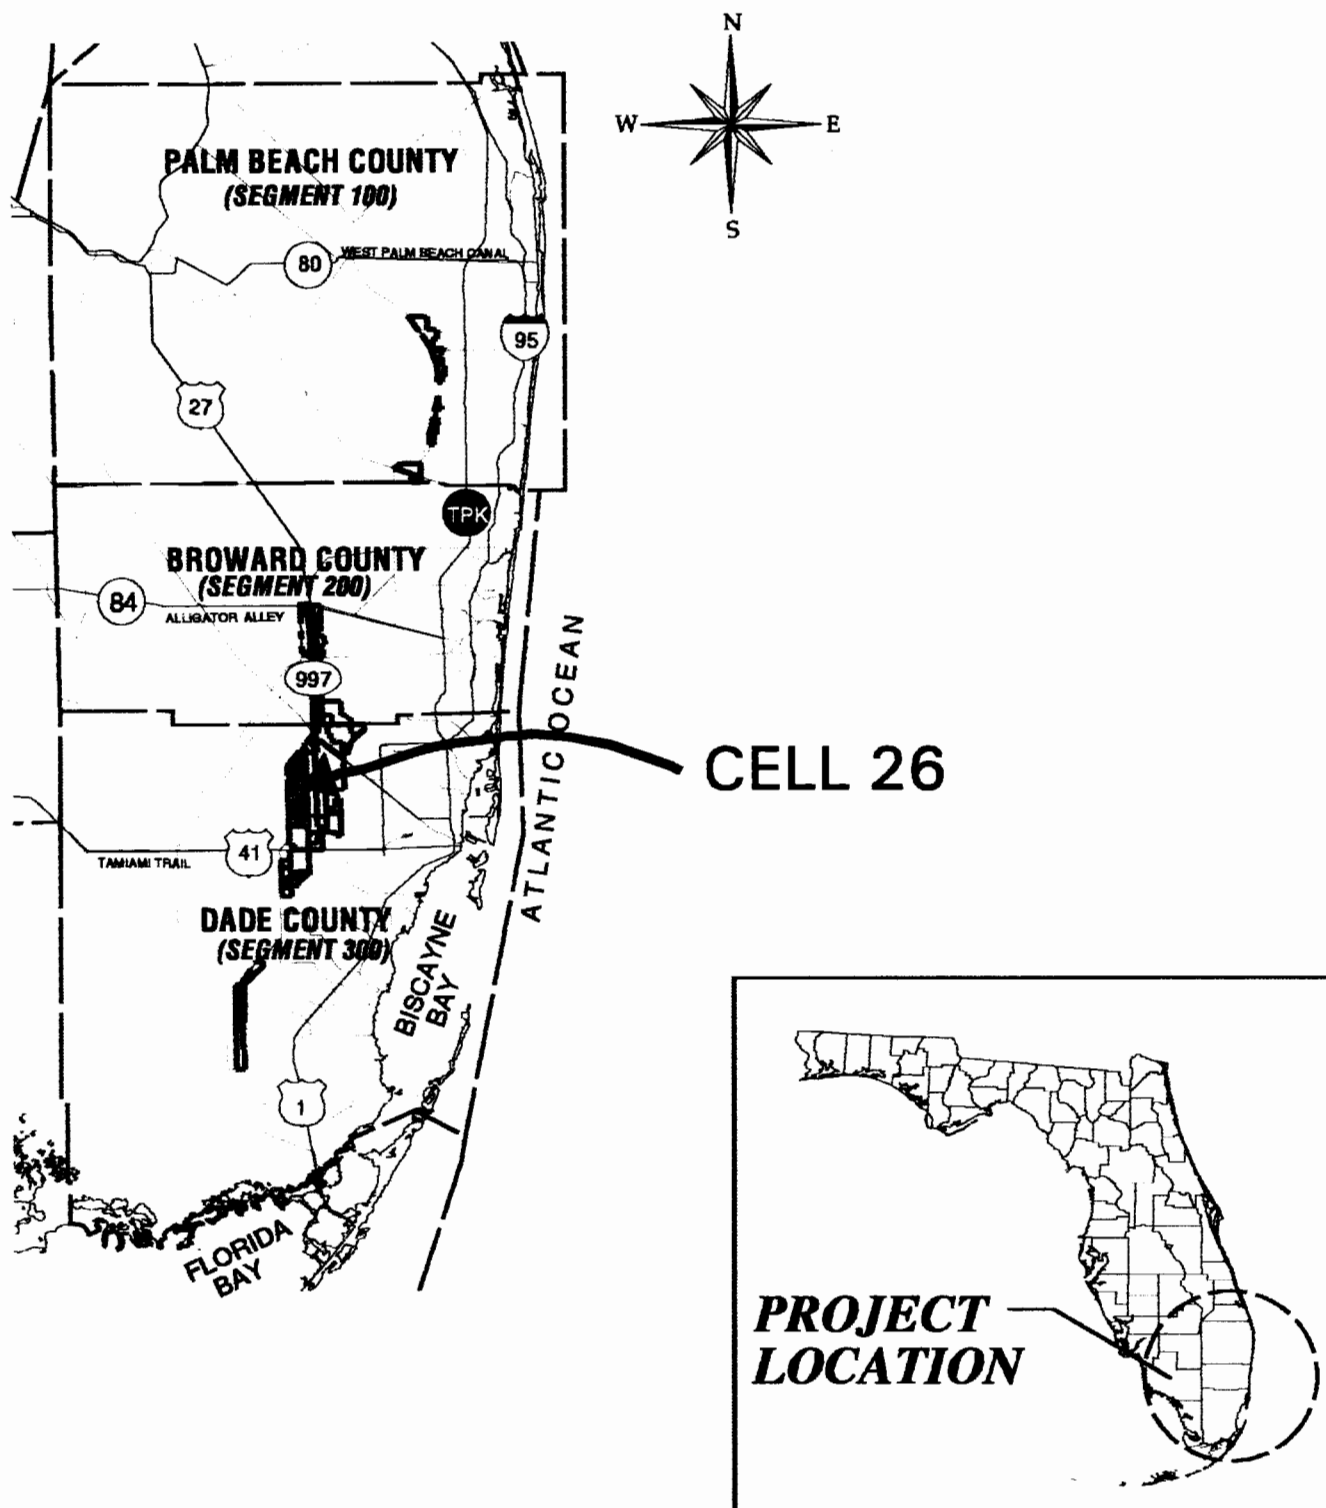 N
W
E
S
PALM BEACH COUNTY
(SEGMENT 100)
80
WEST PALM BEACH CANAL
95
27
TPK
BROWARD COUNTY
(SEGMENT 200)
84
ALLIGATOR ALLEY
997
ATLANTIC OCEAN
CELL 26
41
TAMIAMI TRAIL
DADE COUNTY
(SEGMENT 300)
BISCAYNE
BAY
1
FLORIDA
BAY
PROJECT
LOCATION